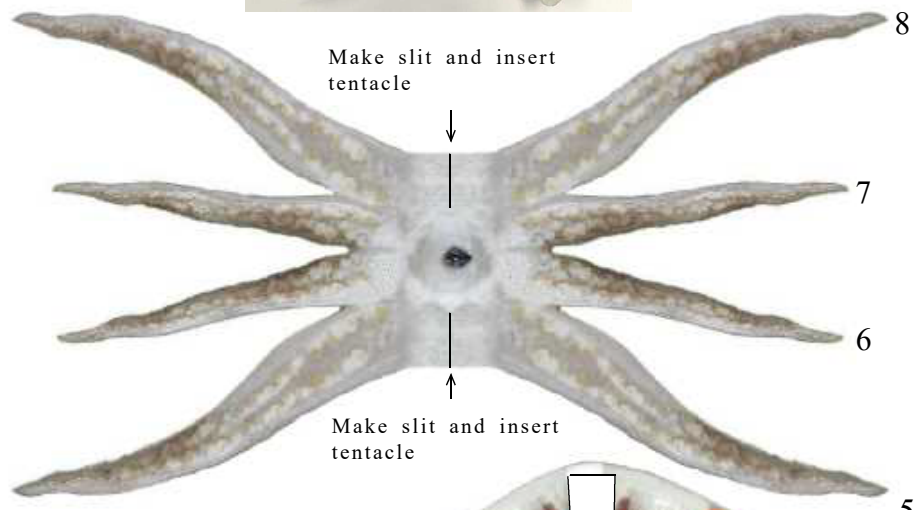 8
Make slit and insert
tentacle
7
6
Make slit and insert
tentacle
5